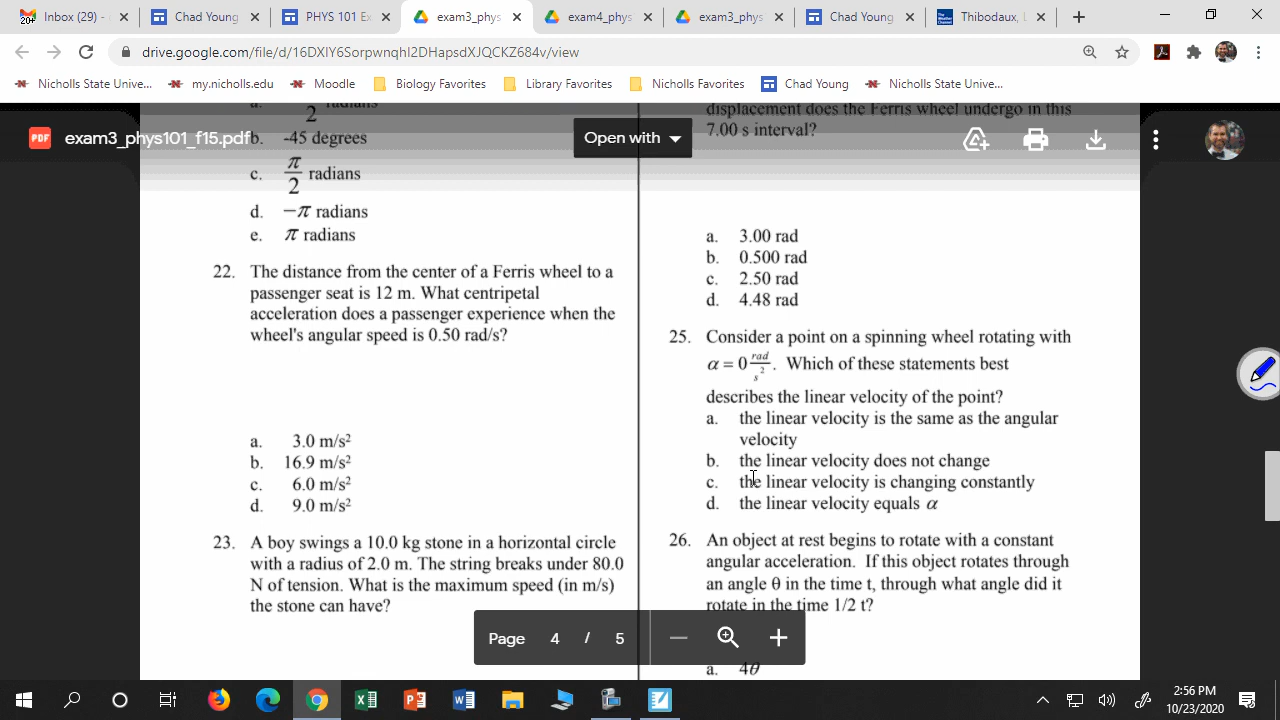 Inbox (29) -
Chad Young
PHYS 101 Ex
exam3_phys
exam4_phys
exam3_phys
Chad Young
Thibodaux, L
drive.google.com/file/d/16DXIY6Sorpwnqhl2DHapsdXJQCKZ684v/view
Nicholls State Unive...
my.nicholls.edu
Moodle
Biology Favorites
Library Favorites
Nicholls Favorites
Chad Young
Nicholls State Unive...
PDF
exam3_phys101_f15.pdf
Open with
a. 2 radians
b. -45 degrees
c. π/2 radians
d. −π radians
e. π radians
22. The distance from the center of a Ferris wheel to a
passenger seat is 12 m. What centripetal
acceleration does a passenger experience when the
wheel's angular speed is 0.50 rad/s?
a. 3.0 m/s²
b. 16.9 m/s²
c. 6.0 m/s²
d. 9.0 m/s²
23. A boy swings a 10.0 kg stone in a horizontal circle
with a radius of 2.0 m. The string breaks under 80.0
N of tension. What is the maximum speed (in m/s)
the stone can have?
displacement does the Ferris wheel undergo in this
7.00 s interval?
a. 3.00 rad
b. 0.500 rad
c. 2.50 rad
d. 4.48 rad
25. Consider a point on a spinning wheel rotating with
α = 0 rad/s². Which of these statements best
describes the linear velocity of the point?
a. the linear velocity is the same as the angular
velocity
b. the linear velocity does not change
c. the linear velocity is changing constantly
d. the linear velocity equals α
26. An object at rest begins to rotate with a constant
angular acceleration. If this object rotates through
an angle θ in the time t, through what angle did it
rotate in the time 1/2 t?
a. 4θ
Page 4 / 5
2:56 PM
10/23/2020